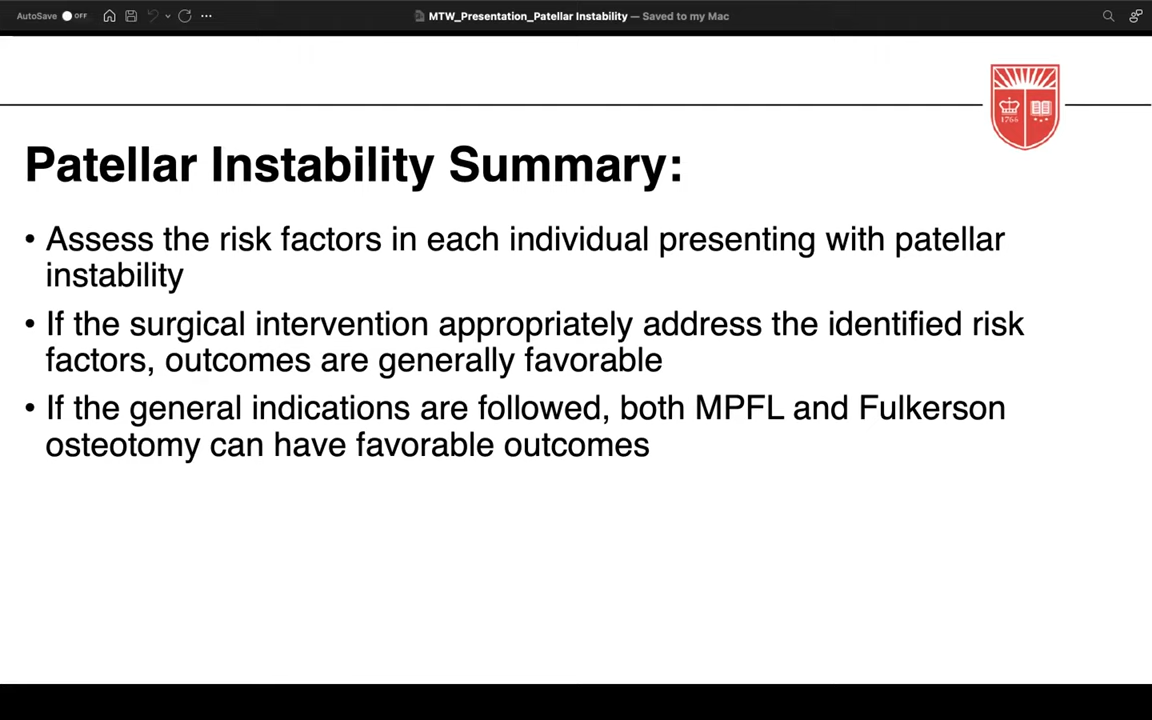 AutoSave OFF
MTW_Presentation_Patellar Instability — Saved to my Mac
1766
Patellar Instability Summary:
• Assess the risk factors in each individual presenting with patellar
instability
• If the surgical intervention appropriately address the identified risk
factors, outcomes are generally favorable
• If the general indications are followed, both MPFL and Fulkerson
osteotomy can have favorable outcomes